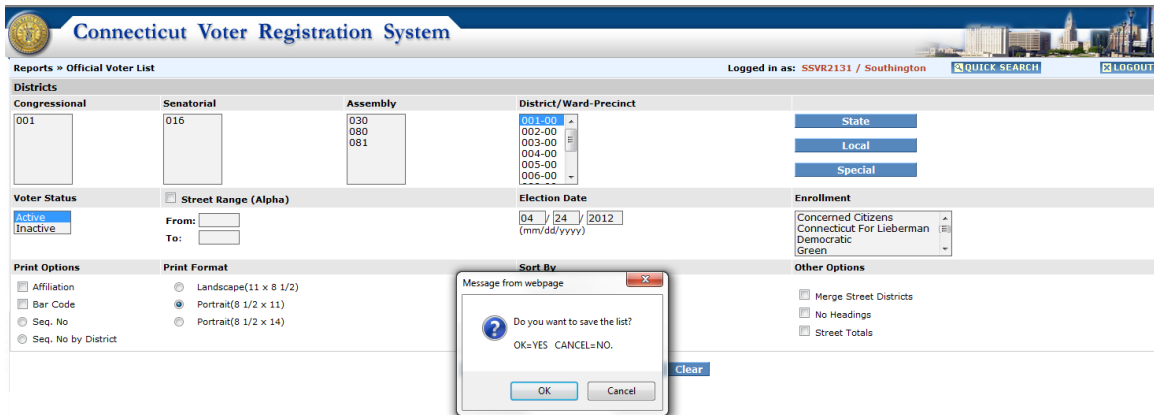 Connecticut Voter Registration System
Reports » Official Voter List Logged in as: SSVR2131 / Southington QUICK SEARCH LOGOUT
Districts
Congressional Senatorial Assembly District/Ward-Precinct
001 016 030 001-00 State
080 002-00
081 003-00 Local
004-00
005-00 Special
006-00
Voter Status Street Range (Alpha) Election Date Enrollment
Active From: 04 / 24 / 2012 Concerned Citizens
Inactive (mm/dd/yyyy) Connecticut For Lieberman
To: Democratic
Green
Print Options Print Format Sort By Other Options
Affiliation Landscape(11 x 8 1/2)
Bar Code Portrait(8 1/2 x 11) Merge Street Districts
Seq. No Portrait(8 1/2 x 14) No Headings
Seq. No by District Street Totals
Message from webpage
Do you want to save the list?
OK=YES CANCEL=NO.
OK Cancel
Clear